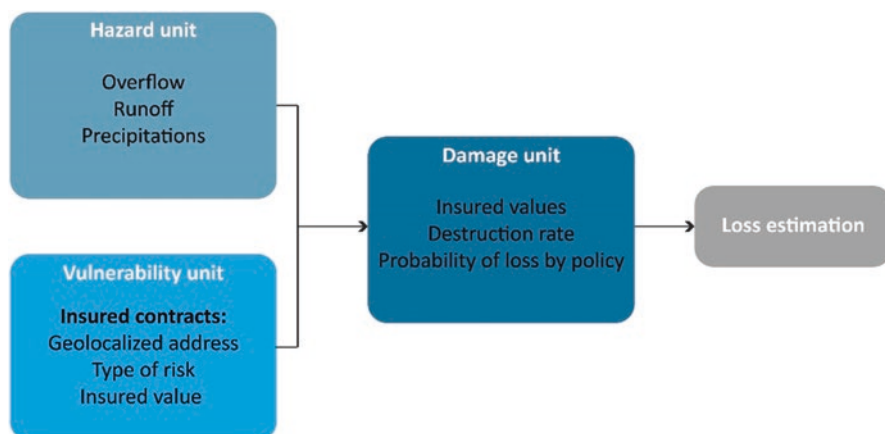 Hazard unit
Overflow
Runoff
Precipitations
Vulnerability unit
Insured contracts:
Geolocalized address
Type of risk
Insured value
Damage unit
Insured values
Destruction rate
Probability of loss by policy
Loss estimation